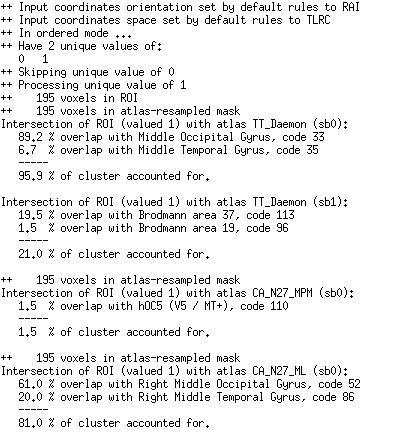 ++ Input coordinates orientation set by default rules to RAI
++ Input coordinates space set by default rules to TLRC
++ In ordered mode ...
++ Have 2 unique values of:
0 1
++ Skipping unique value of 0
++ Processing unique value of 1
++ 195 voxels in ROI
++ 195 voxels in atlas-resampled mask
Intersection of ROI (valued 1) with atlas TT_Daemon (sb0):
89.2 % overlap with Middle Occipital Gyrus, code 33
6.7 % overlap with Middle Temporal Gyrus, code 35
-----
95.9 % of cluster accounted for.
Intersection of ROI (valued 1) with atlas TT_Daemon (sb1):
19.5 % overlap with Brodmann area 37, code 113
1.5 % overlap with Brodmann area 19, code 96
-----
21.0 % of cluster accounted for.
++ 195 voxels in atlas-resampled mask
Intersection of ROI (valued 1) with atlas CA_N27_MPM (sb0):
1.5 % overlap with hOC5 (V5 / MT+), code 110
-----
1.5 % of cluster accounted for.
++ 195 voxels in atlas-resampled mask
Intersection of ROI (valued 1) with atlas CA_N27_ML (sb0):
61.0 % overlap with Right Middle Occipital Gyrus, code 52
20.0 % overlap with Right Middle Temporal Gyrus, code 86
-----
81.0 % of cluster accounted for.